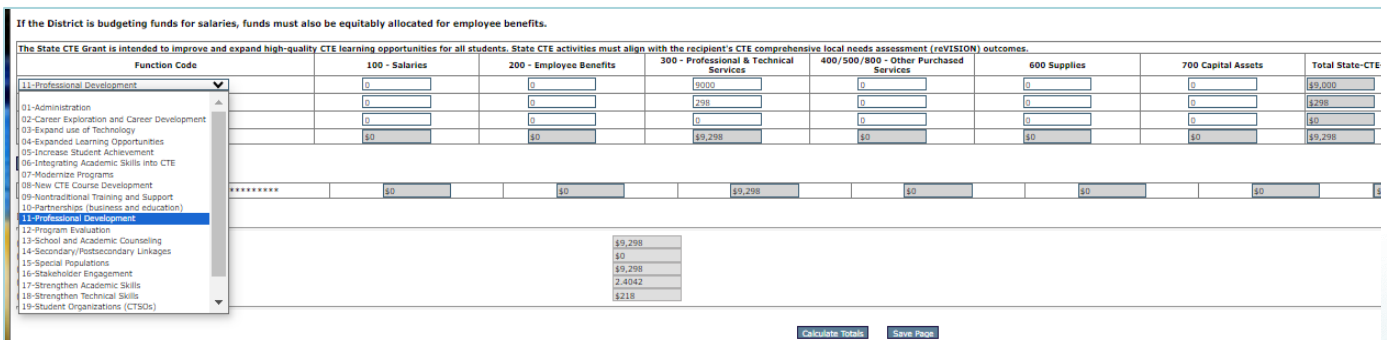 If the District is budgeting funds for salaries, funds must also be equitably allocated for employee benefits.
The State CTE Grant is intended to improve and expand high-quality CTE learning opportunities for all students. State CTE activities must align with the recipient's CTE comprehensive local needs assessment (reVISION) outcomes.
Function Code 100 - Salaries 200 - Employee Benefits 300 - Professional & Technical Services 400/500/800 - Other Purchased Services 600 Supplies 700 Capital Assets Total State-CTE-
11-Professional Development 0 0 9000 0 0 0 $9,000
0 0 298 0 0 0 $298
0 0 0 0 0 $0
$0 $0 $9,298 $0 $0 $0 $9,298
01-Administration
02-Career Exploration and Career Development
03-Expand use of Technology
04-Expanded Learning Opportunities
05-Increase Student Achievement
06-Integrating Academic Skills into CTE
07-Modernize Programs
08-New CTE Course Development
09-Nontraditional Training and Support
10-Partnerships (business and education)
11-Professional Development
12-Program Evaluation
13-School and Academic Counseling
14-Secondary/Postsecondary Linkages
15-Special Populations
16-Stakeholder Engagement
17-Strengthen Academic Skills
18-Strengthen Technical Skills
19-Student Organizations (CTSOs)
********* $0 $0 $9,298 $0 $0 $0
$9,298
$0
$9,298
2.4042
$218
Calculate Totals Save Page